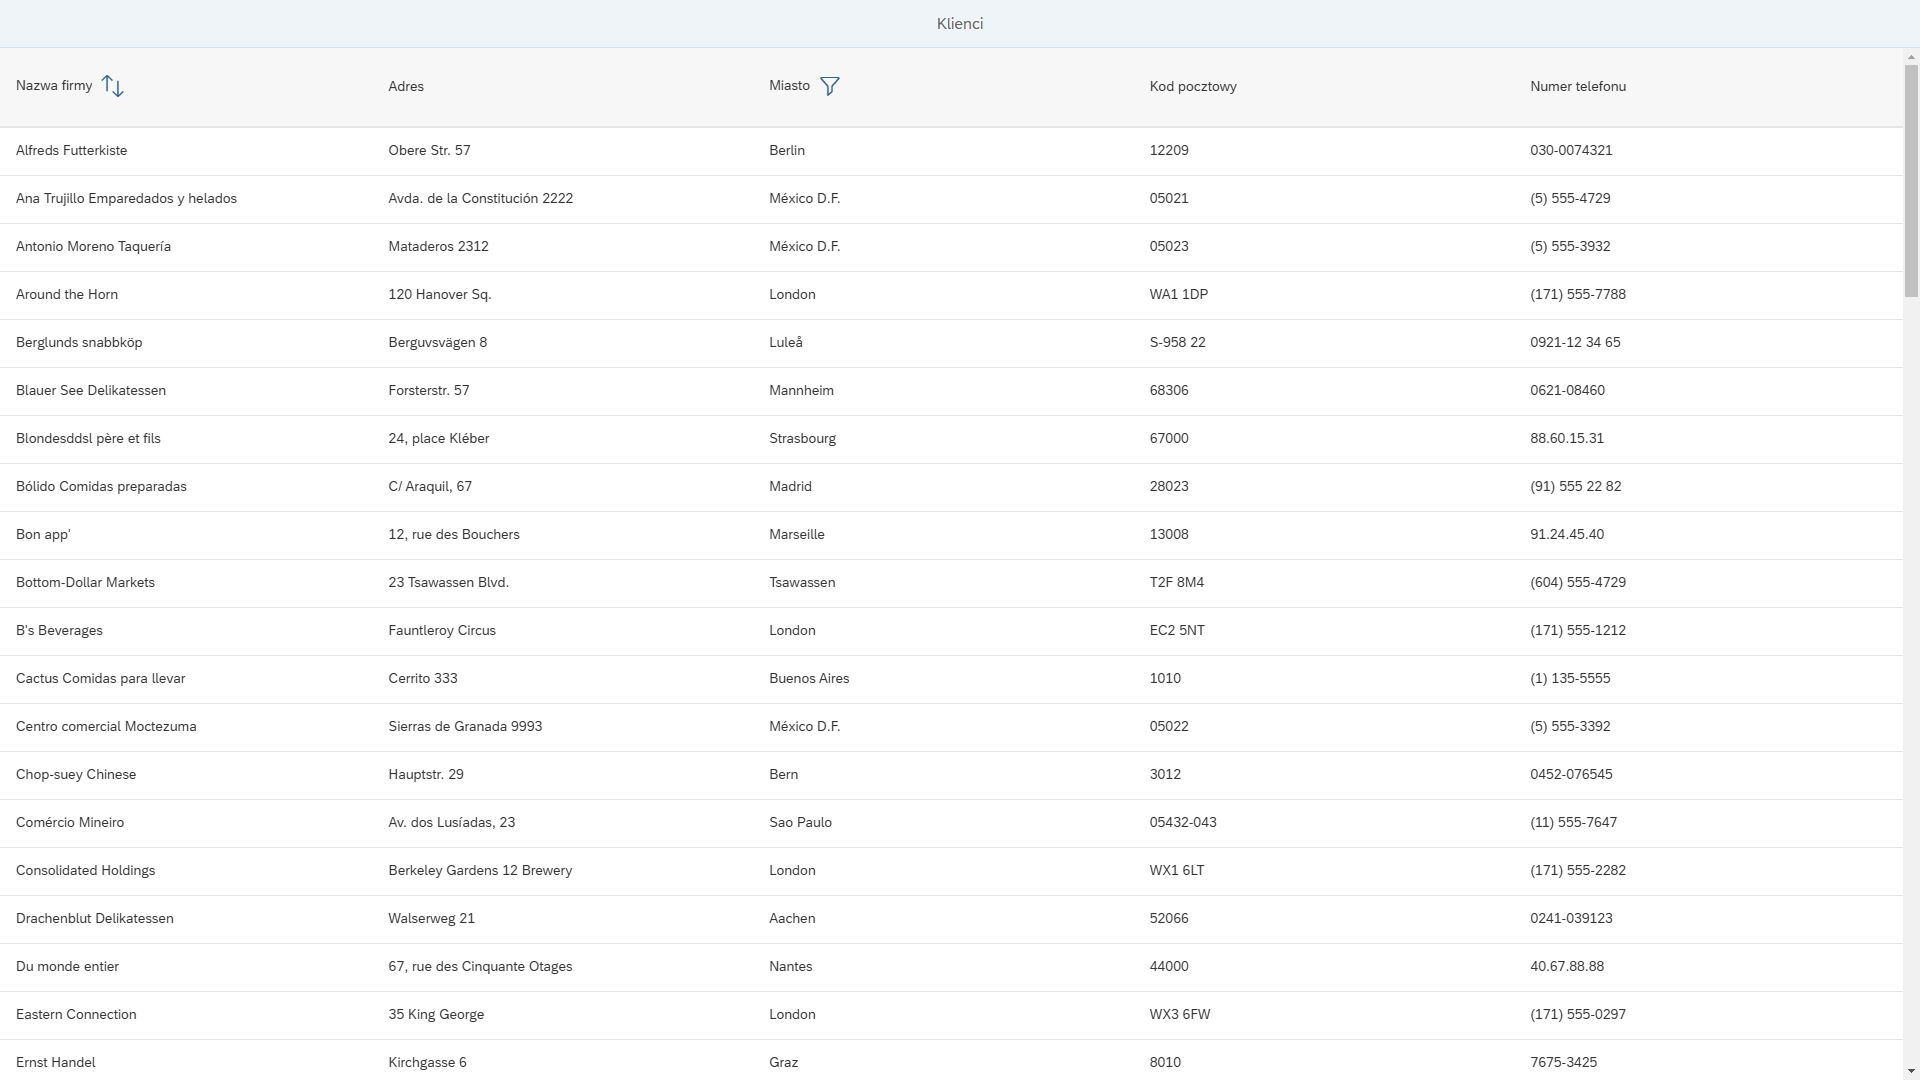 Klienci
Nazwa firmy Adres Miasto Kod pocztowy Numer telefonu
Alfreds Futterkiste Obere Str. 57 Berlin 12209 030-0074321
Ana Trujillo Emparedados y helados Avda. de la Constitución 2222 México D.F. 05021 (5) 555-4729
Antonio Moreno Taquería Mataderos 2312 México D.F. 05023 (5) 555-3932
Around the Horn 120 Hanover Sq. London WA1 1DP (171) 555-7788
Berglunds snabbköp Berguvsvägen 8 Luleå S-958 22 0921-12 34 65
Blauer See Delikatessen Forsterstr. 57 Mannheim 68306 0621-08460
Blondesddsl père et fils 24, place Kléber Strasbourg 67000 88.60.15.31
Bólido Comidas preparadas C/ Araquil, 67 Madrid 28023 (91) 555 22 82
Bon app' 12, rue des Bouchers Marseille 13008 91.24.45.40
Bottom-Dollar Markets 23 Tsawassen Blvd. Tsawassen T2F 8M4 (604) 555-4729
B's Beverages Fauntleroy Circus London EC2 5NT (171) 555-1212
Cactus Comidas para llevar Cerrito 333 Buenos Aires 1010 (1) 135-5555
Centro comercial Moctezuma Sierras de Granada 9993 México D.F. 05022 (5) 555-3392
Chop-suey Chinese Hauptstr. 29 Bern 3012 0452-076545
Comércio Mineiro Av. dos Lusíadas, 23 Sao Paulo 05432-043 (11) 555-7647
Consolidated Holdings Berkeley Gardens 12 Brewery London WX1 6LT (171) 555-2282
Drachenblut Delikatessen Walserweg 21 Aachen 52066 0241-039123
Du monde entier 67, rue des Cinquante Otages Nantes 44000 40.67.88.88
Eastern Connection 35 King George London WX3 6FW (171) 555-0297
Ernst Handel Kirchgasse 6 Graz 8010 7675-3425